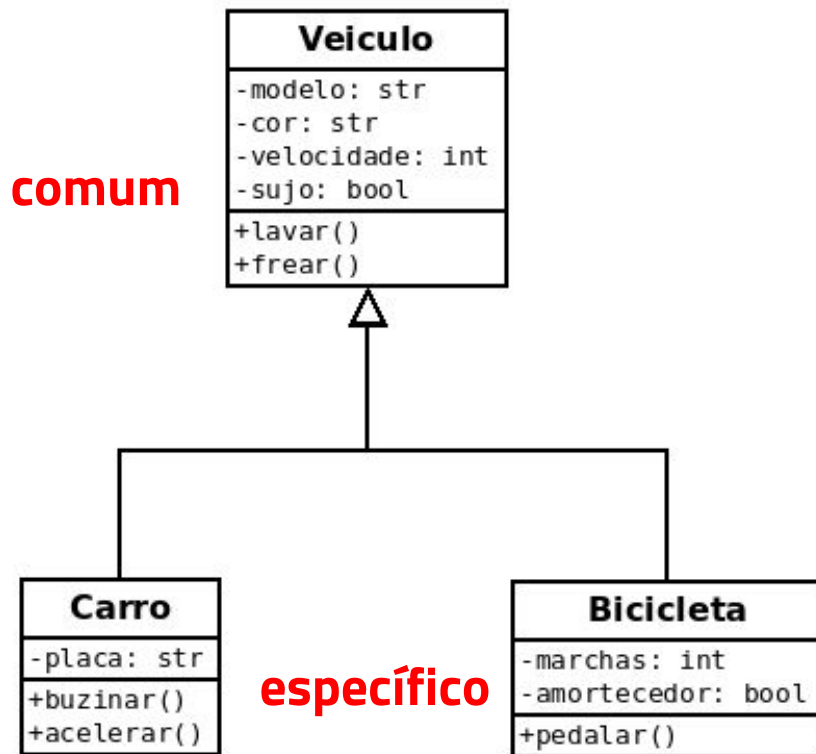 Veiculo
-modelo: str
-cor: str
-velocidade: int
-sujo: bool
+lavar()
+frear()
comum
Carro
-placa: str
+buzinar()
+acelerar()
específico
Bicicleta
-marchas: int
-amortecedor: bool
+pedalar()